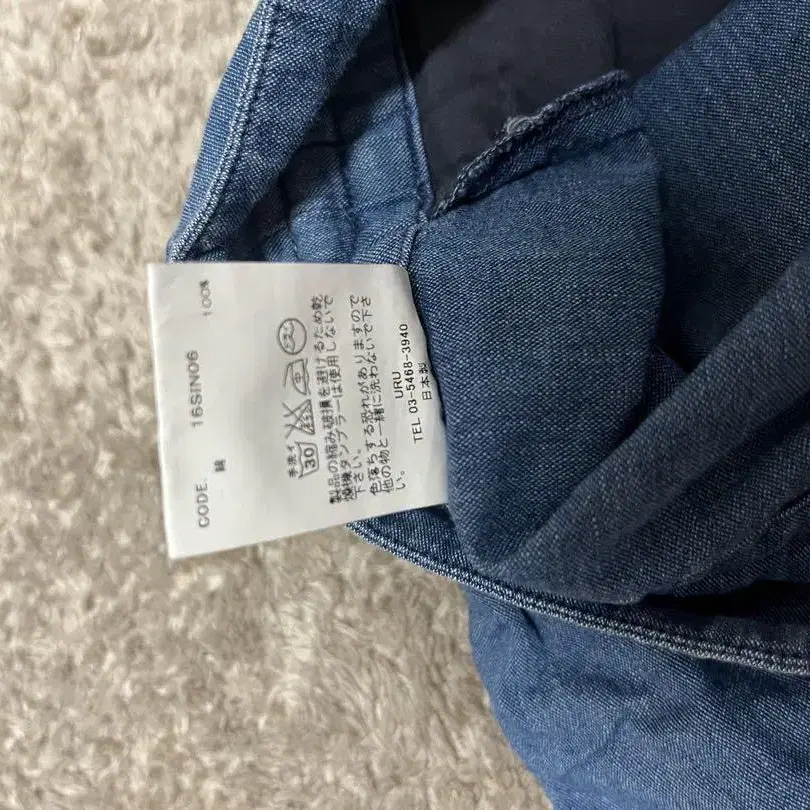 CODE. 16SIN06
綿 100%
手洗イ
30
中
製品の縮み破損を避けるため乾
燥機タンブラーは使用しないで
下さい。
色落ちする恐れがありますので
他の物と一緒に洗わないで下さ
い。
URU
TEL 03-5468-3940
日本製